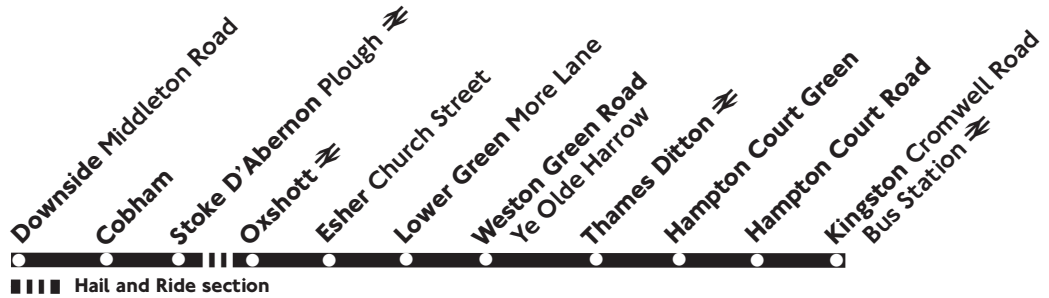 Downside Middleton Road
Cobham
Stoke D'Abernon Plough
Oxshott
Esher Church Street
Lower Green More Lane
Weston Green Road
Ye Olde Harrow
Thames Ditton
Hampton Court Green
Hampton Court Road
Kingston Cromwell Road
Bus Station
Hail and Ride section